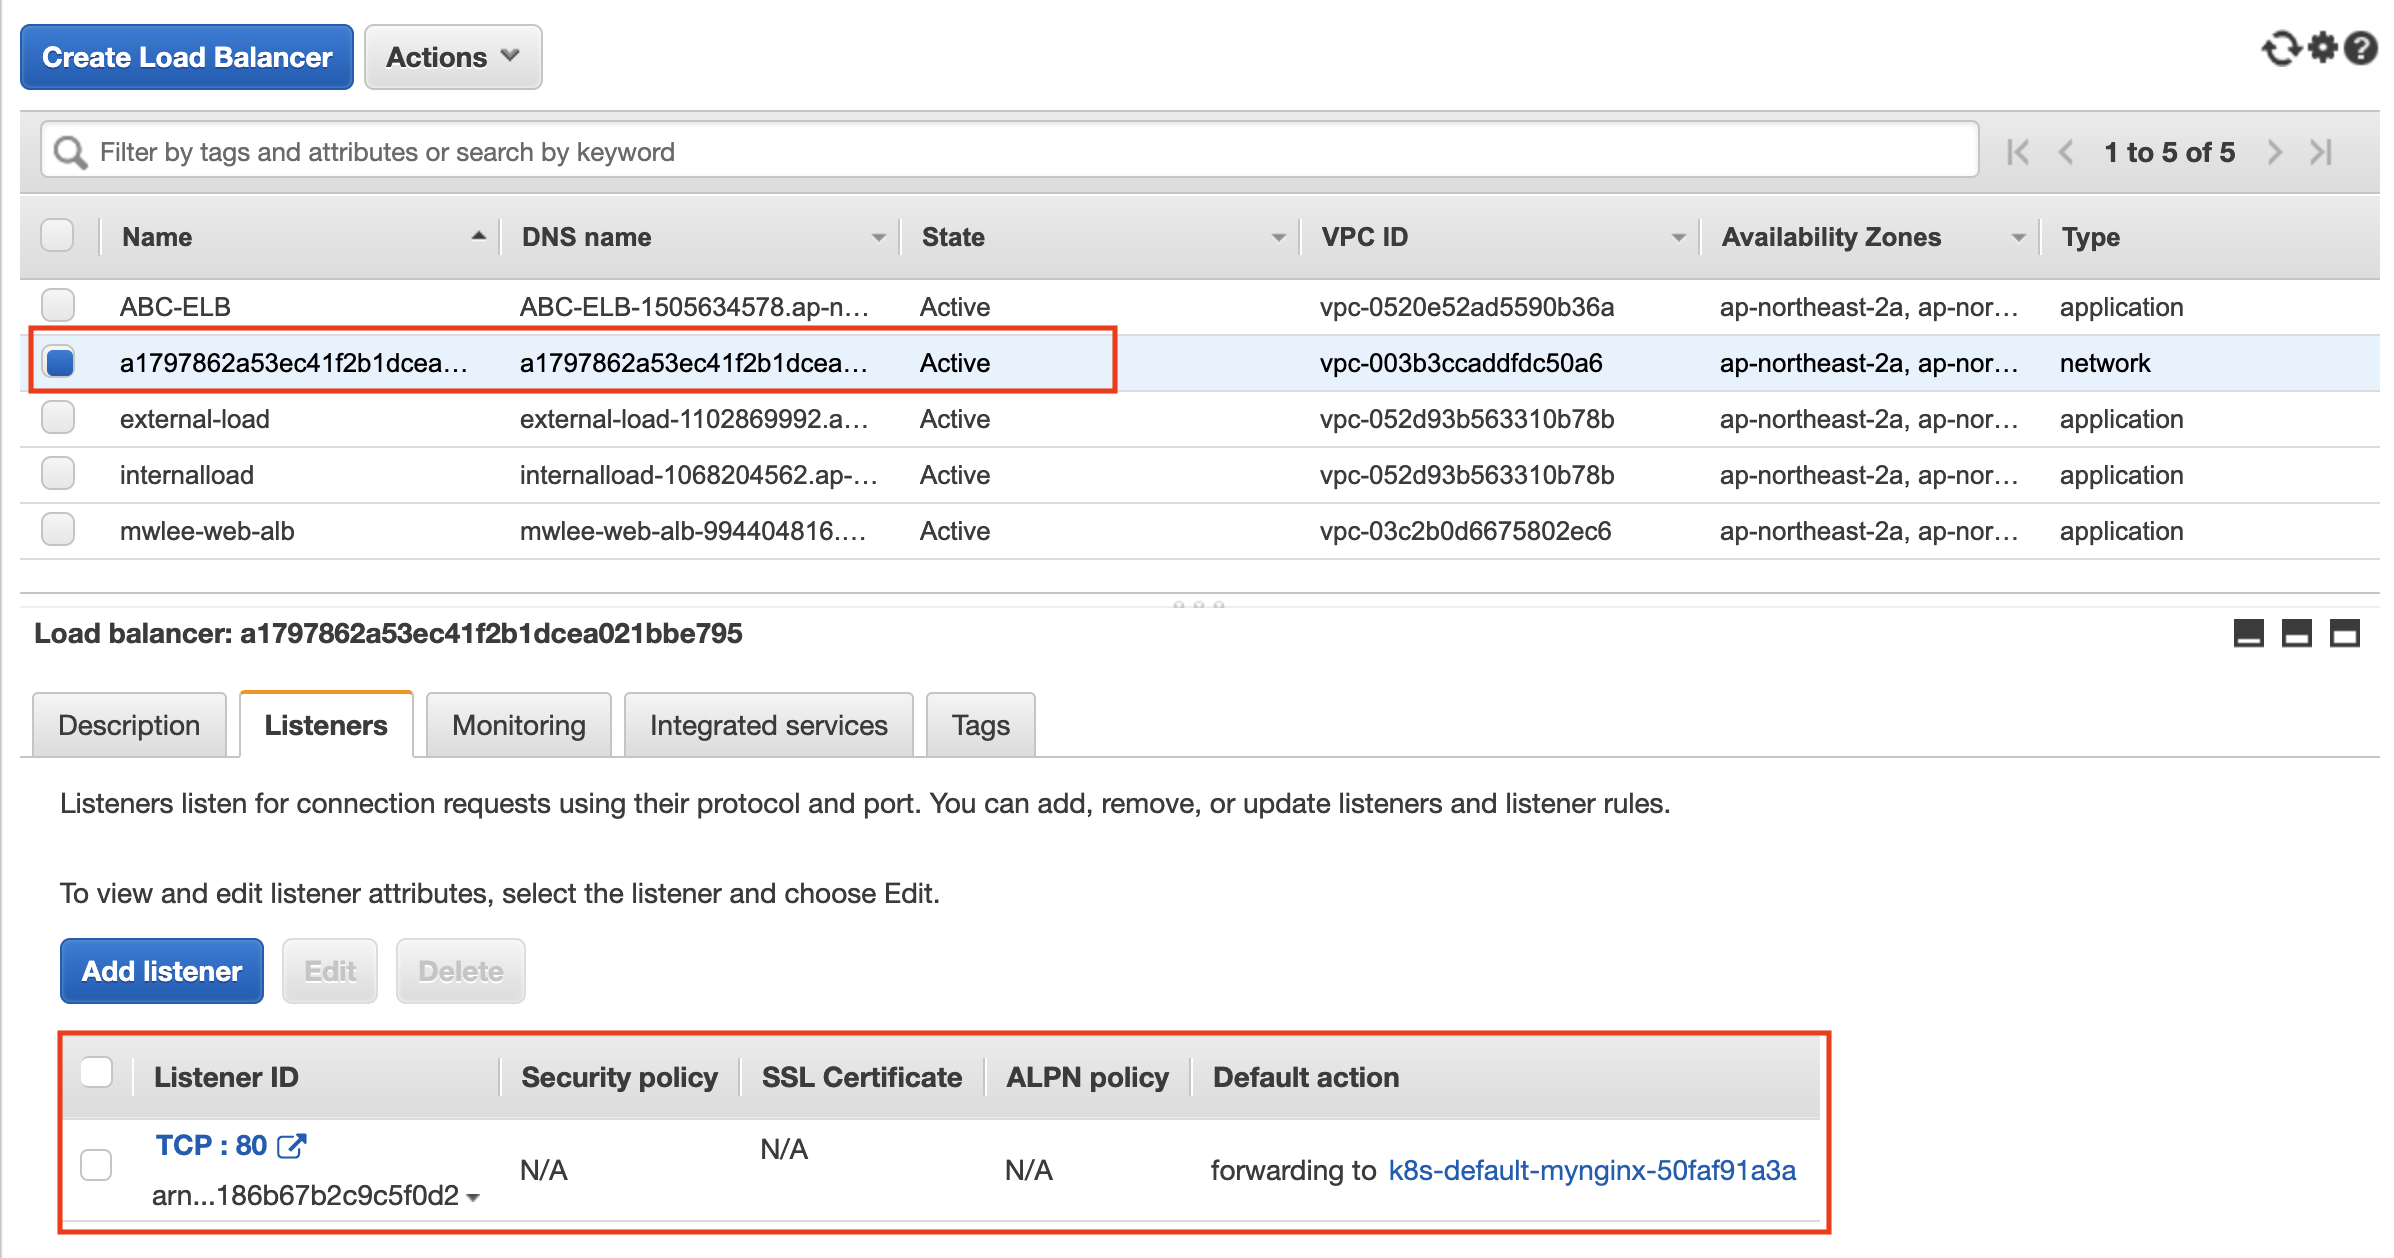 Create Load Balancer Actions
Filter by tags and attributes or search by keyword 1 to 5 of 5
Name DNS name State VPC ID Availability Zones Type
ABC-ELB ABC-ELB-1505634578.ap-n... Active vpc-0520e52ad5590b36a ap-northeast-2a, ap-nor... application
a1797862a53ec41f2b1dcea... a1797862a53ec41f2b1dcea... Active vpc-003b3ccaddfdc50a6 ap-northeast-2a, ap-nor... network
external-load external-load-1102869992.a... Active vpc-052d93b563310b78b ap-northeast-2a, ap-nor... application
internalload internalload-1068204562.ap-... Active vpc-052d93b563310b78b ap-northeast-2a, ap-nor... application
mwlee-web-alb mwlee-web-alb-994404816.... Active vpc-03c2b0d6675802ec6 ap-northeast-2a, ap-nor... application
Load balancer: a1797862a53ec41f2b1dcea021bbe795
Description Listeners Monitoring Integrated services Tags
Listeners listen for connection requests using their protocol and port. You can add, remove, or update listeners and listener rules.
To view and edit listener attributes, select the listener and choose Edit.
Add listener Edit Delete
Listener ID Security policy SSL Certificate ALPN policy Default action
TCP : 80
arn...186b67b2c9c5f0d2 N/A N/A N/A forwarding to k8s-default-mynginx-50faf91a3a